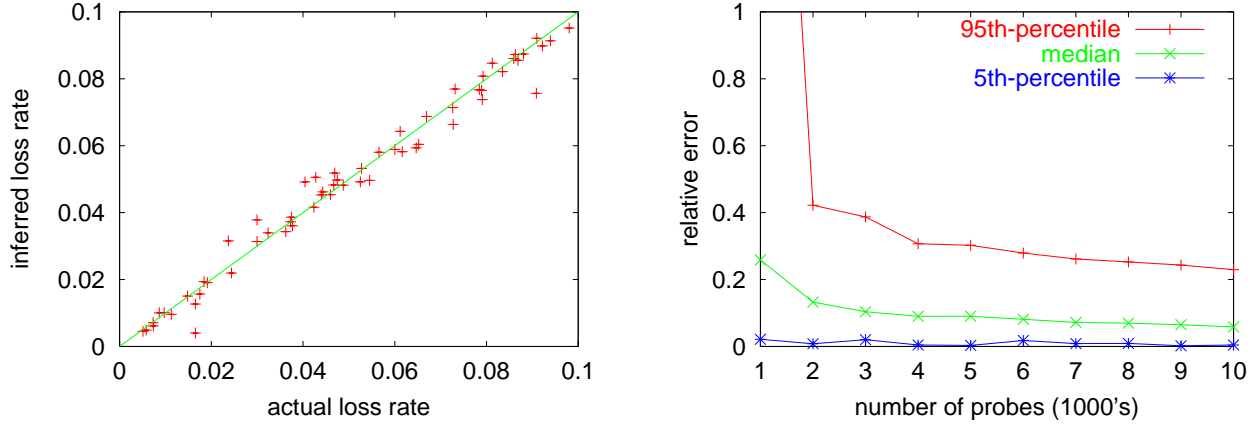 0.1
0.08
0.06
0.04
0.02
0
0 0.02 0.04 0.06 0.08 0.1
inferred loss rate
actual loss rate
1
0.8
0.6
0.4
0.2
0
1 2 3 4 5 6 7 8 9 10
relative error
number of probes (1000's)
95th-percentile
median
5th-percentile